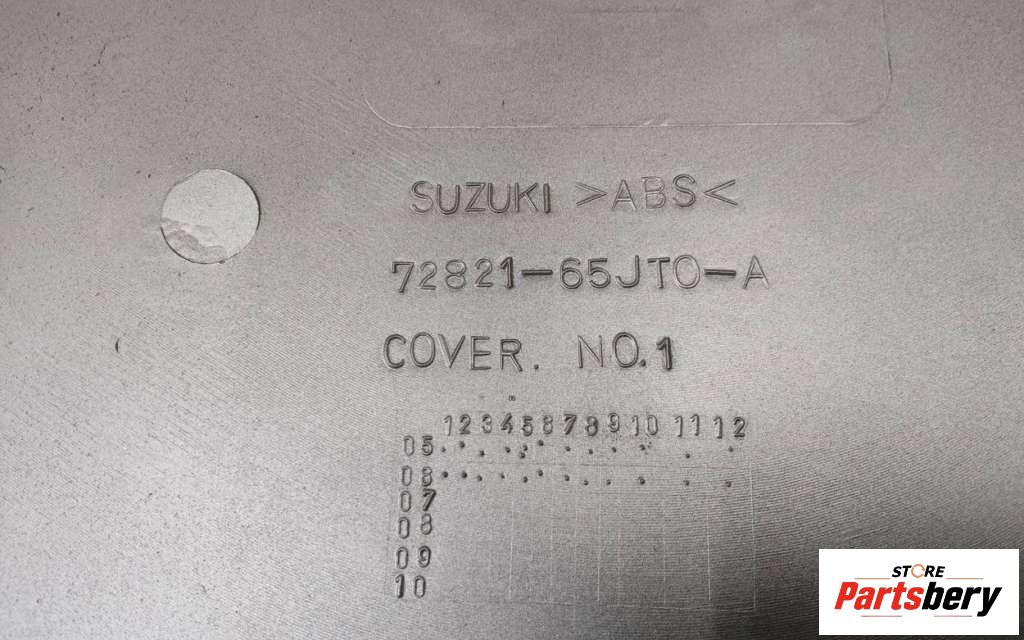 SUZUKI >ABS<
72821-65JT0-A
COVER. NO.1
1 2 3 4 5 6 7 8 9 10 11 12
05
06
07
08
09
10
STORE
Partsbery